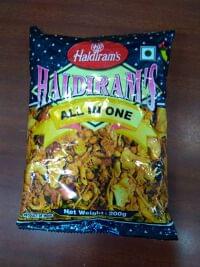 Haldiram's
HALDIRAM'S
ALL IN ONE
Net Weight : 200g